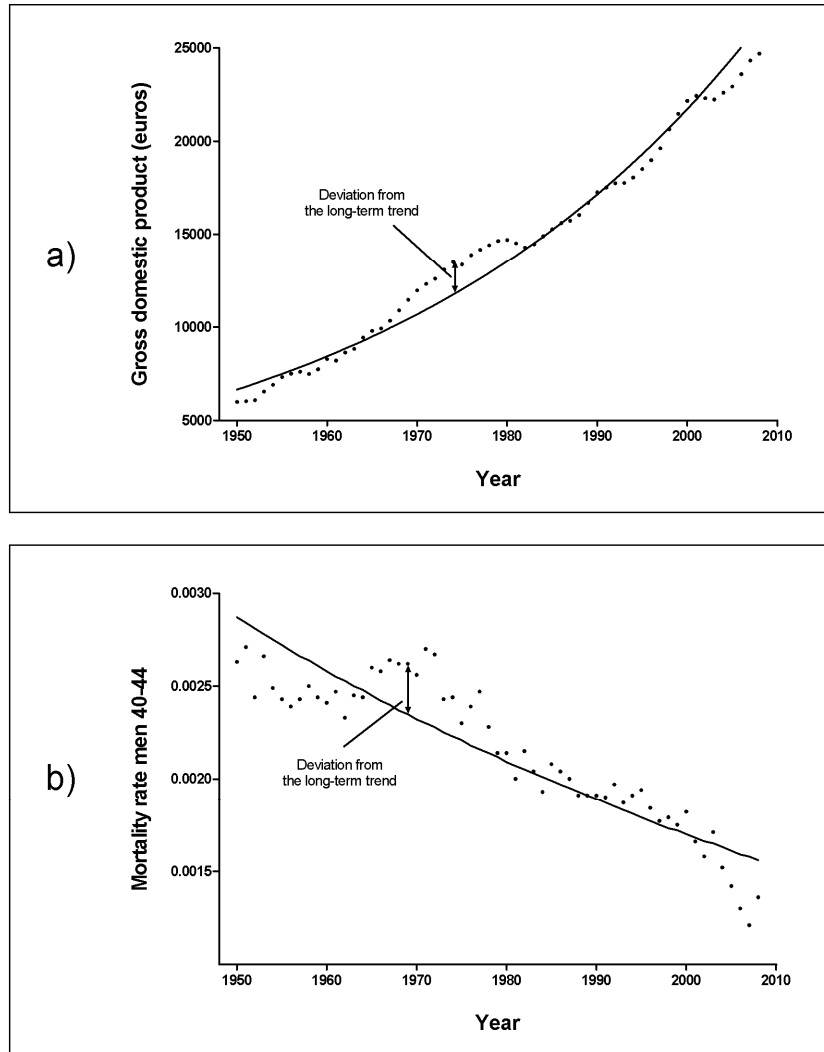 a)
Gross domestic product (euros)
25000
20000
15000
10000
5000
Deviation from
the long-term trend
1950
1960
1970
1980
1990
2000
2010
Year
b)
Mortality rate men 40-44
0.0030
0.0025
0.0020
0.0015
Deviation from
the long-term trend
1950
1960
1970
1980
1990
2000
2010
Year